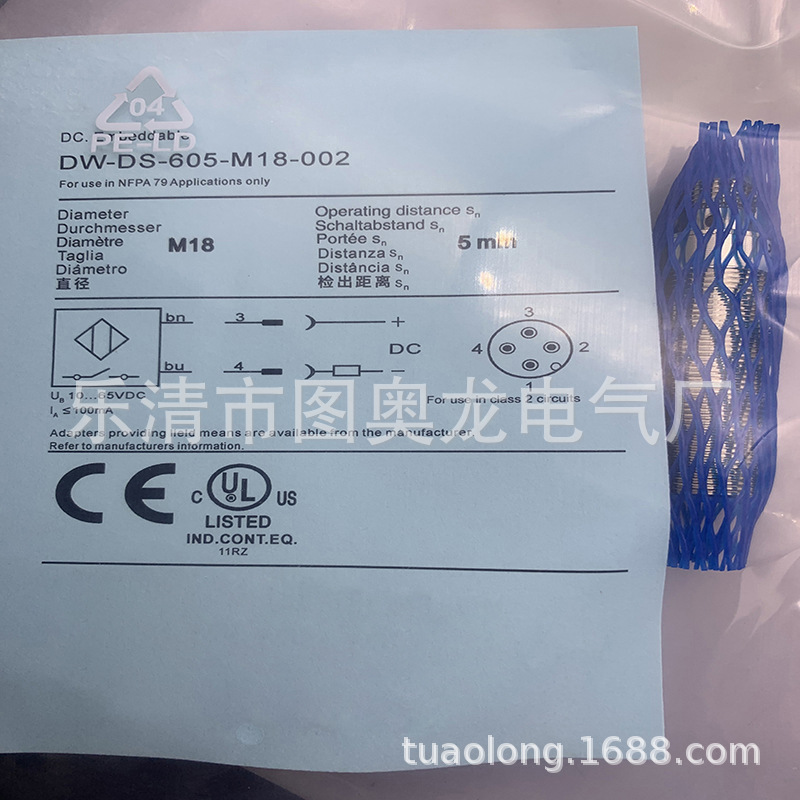 04
PE-LD
DC. Embeddable
DW-DS-605-M18-002
For use in NFPA 79 Applications only
Diameter
Durchmesser
Diamètre
Taglia
Diámetro
直径
M18
Operating distance sn
Schaltabstand sn
Portée sn
Distanza sn
Distância sn
检出距离 sn
5 mm
bn 3 +
bu 4 −
DC
3
4 2
1
UB 10...65VDC
IA ≤100mA
For use in class 2 circuits
乐清市图奥龙电气厂
Adapters providing field means are available from the manufacturer.
Refer to manufacturers information.
CE
C UL US
LISTED
IND.CONT.EQ.
11RZ
tuaolong.1688.com